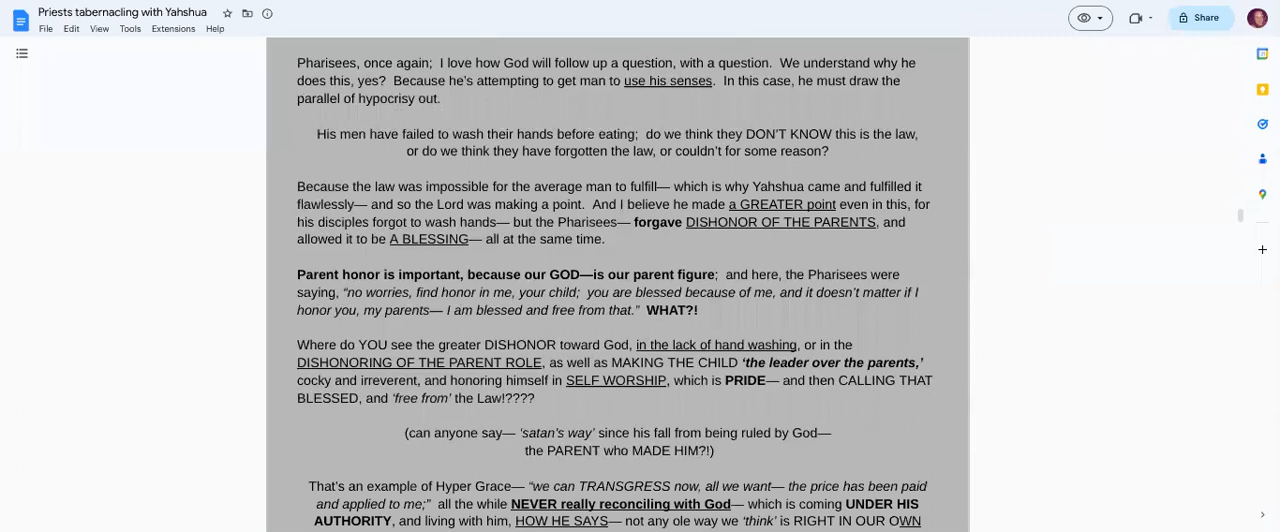 Priests tabernacling with Yahshua
File Edit View Tools Extensions Help
Share
Pharisees, once again;  I love how God will follow up a question, with a question.  We understand why he
does this, yes?  Because he's attempting to get man to use his senses.  In this case, he must draw the
parallel of hypocrisy out.
His men have failed to wash their hands before eating;  do we think they DON'T KNOW this is the law,
or do we think they have forgotten the law, or couldn't for some reason?
Because the law was impossible for the average man to fulfill— which is why Yahshua came and fulfilled it
flawlessly— and so the Lord was making a point.  And I believe he made a GREATER point even in this, for
his disciples forgot to wash hands— but the Pharisees— forgave DISHONOR OF THE PARENTS, and
allowed it to be A BLESSING— all at the same time.
Parent honor is important, because our GOD—is our parent figure;  and here, the Pharisees were
saying, “no worries, find honor in me, your child;  you are blessed because of me, and it doesn't matter if I
honor you, my parents— I am blessed and free from that.”  WHAT?!
Where do YOU see the greater DISHONOR toward God, in the lack of hand washing, or in the
DISHONORING OF THE PARENT ROLE, as well as MAKING THE CHILD ‘the leader over the parents,’
cocky and irreverent, and honoring himself in SELF WORSHIP, which is PRIDE— and then CALLING THAT
BLESSED, and ‘free from’ the Law!????
(can anyone say— ‘satan's way’ since his fall from being ruled by God—
the PARENT who MADE HIM?!)
That's an example of Hyper Grace— “we can TRANSGRESS now, all we want— the price has been paid
and applied to me;”  all the while NEVER really reconciling with God— which is coming UNDER HIS
AUTHORITY, and living with him, HOW HE SAYS— not any ole way we ‘think’ is RIGHT IN OUR OWN